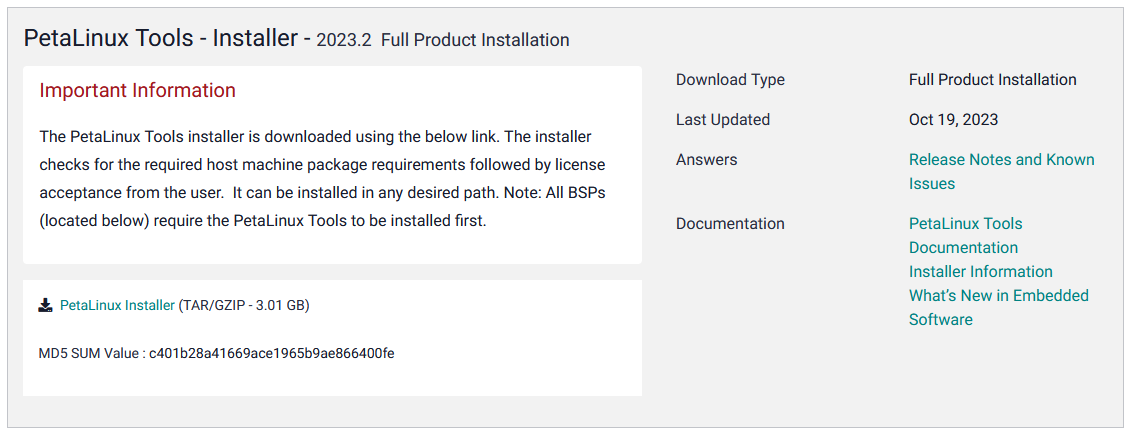 PetaLinux Tools - Installer - 2023.2 Full Product Installation
Important Information
The PetaLinux Tools installer is downloaded using the below link. The installer
checks for the required host machine package requirements followed by license
acceptance from the user. It can be installed in any desired path. Note: All BSPs
(located below) require the PetaLinux Tools to be installed first.
PetaLinux Installer (TAR/GZIP - 3.01 GB)
MD5 SUM Value : c401b28a41669ace1965b9ae866400fe
Download Type Full Product Installation
Last Updated Oct 19, 2023
Answers Release Notes and Known
Issues
Documentation PetaLinux Tools
Documentation
Installer Information
What's New in Embedded
Software